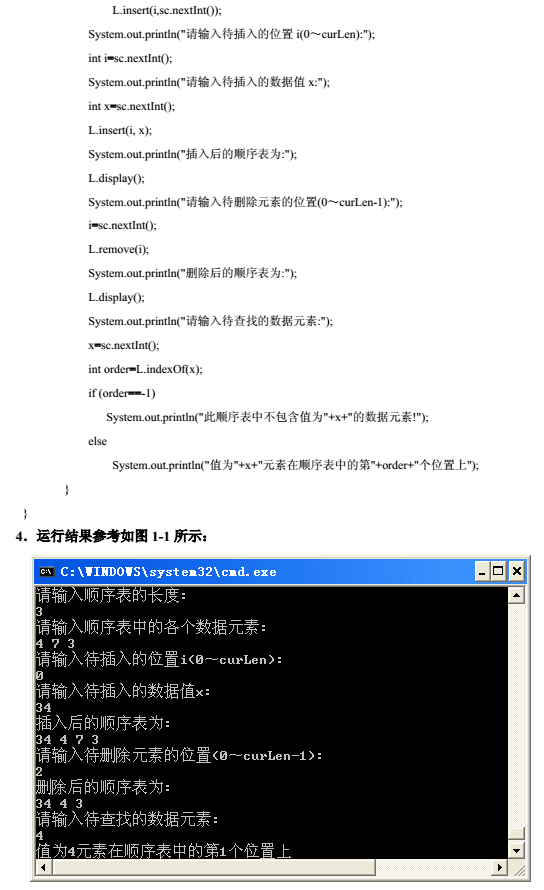 L.insert(i,sc.nextInt());
System.out.println("请输入待插入的位置 i(0～curLen):");
int i=sc.nextInt();
System.out.println("请输入待插入的数据值 x:");
int x=sc.nextInt();
L.insert(i, x);
System.out.println("插入后的顺序表为:");
L.display();
System.out.println("请输入待删除元素的位置(0～curLen-1):");
i=sc.nextInt();
L.remove(i);
System.out.println("删除后的顺序表为:");
L.display();
System.out.println("请输入待查找的数据元素:");
x=sc.nextInt();
int order=L.indexOf(x);
if (order==-1)
System.out.println("此顺序表中不包含值为"+x+"的数据元素!");
else
System.out.println("值为"+x+"元素在顺序表中的第"+order+"个位置上");
}
}
4．运行结果参考如图 1-1 所示：
C:\WINDOWS\system32\cmd.exe
请输入顺序表的长度：
3
请输入顺序表中的各个数据元素：
4 7 3
请输入待插入的位置i(0～curLen)：
0
请输入待插入的数据值x：
34
插入后的顺序表为：
34 4 7 3
请输入待删除元素的位置(0～curLen-1)：
2
删除后的顺序表为：
34 4 3
请输入待查找的数据元素：
4
值为4元素在顺序表中的第1个位置上